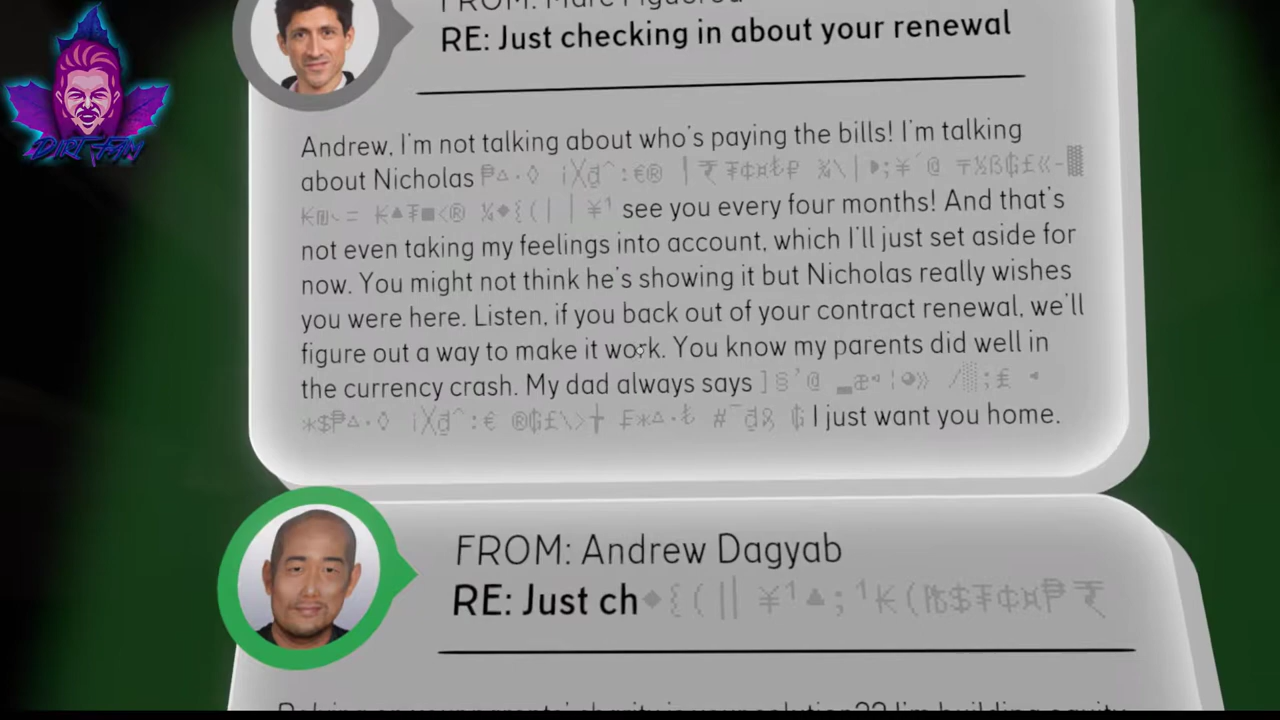 DIRT FAN
FROM: Marc Figueroa
RE: Just checking in about your renewal
Andrew, I'm not talking about who's paying the bills! I'm talking
about Nicholas
see you every four months! And that's
not even taking my feelings into account, which I'll just set aside for
now. You might not think he's showing it but Nicholas really wishes
you were here. Listen, if you back out of your contract renewal, we'll
figure out a way to make it work. You know my parents did well in
the currency crash. My dad always says
I just want you home.
FROM: Andrew Dagyab
RE: Just ch